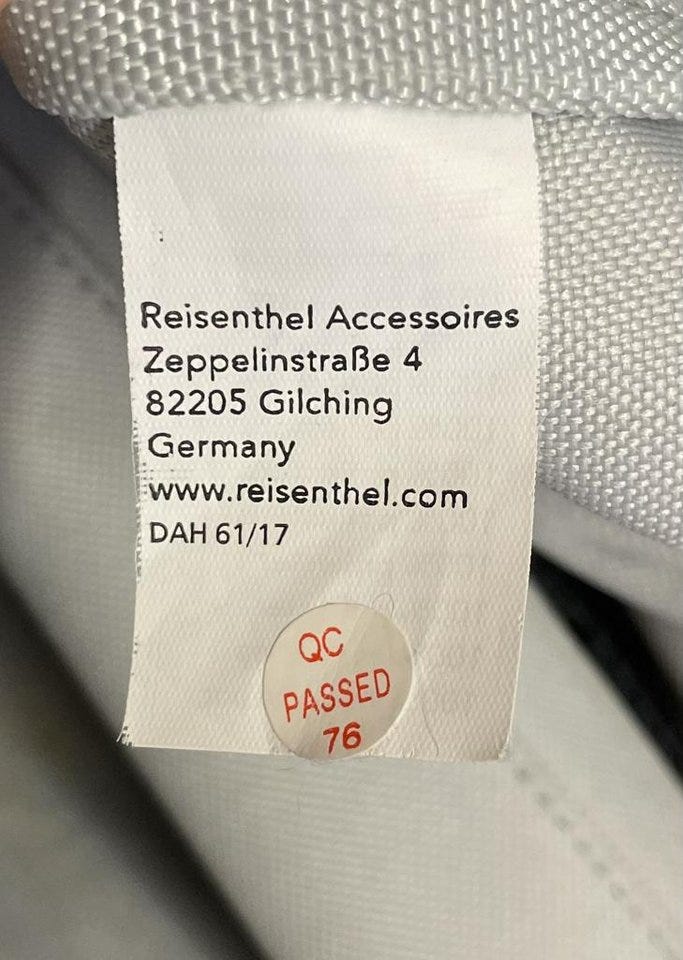 Reisenthel Accessoires
Zeppelinstraße 4
82205 Gilching
Germany
www.reisenthel.com
DAH 61/17
QC
PASSED
76